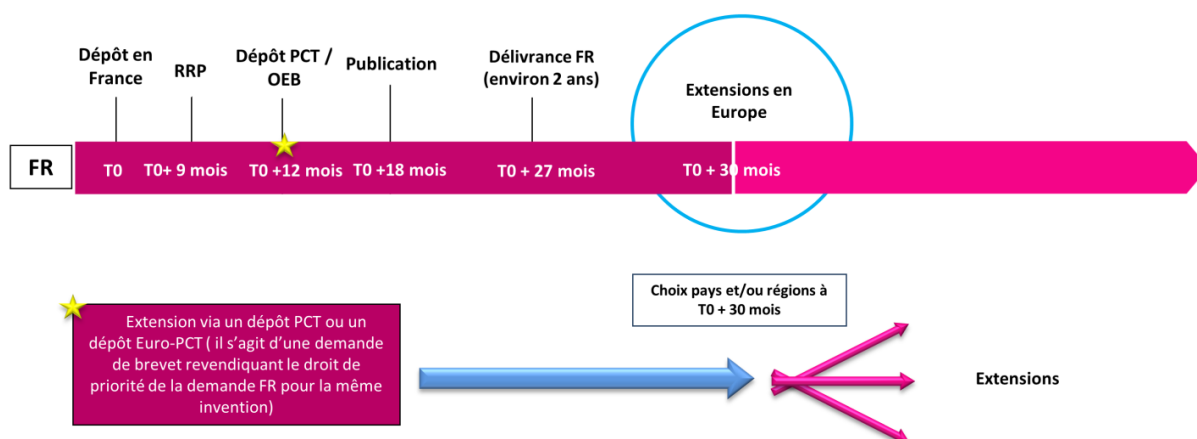 Dépôt en
France
RRP
Dépôt PCT /
OEB
Publication
Délivrance FR
(environ 2 ans)
Extensions en
Europe
FR
T0
T0+ 9 mois
T0 +12 mois
T0 +18 mois
T0 + 27 mois
T0 + 30 mois
Extension via un dépôt PCT ou un
dépôt Euro-PCT ( il s’agit d’une demande
de brevet revendiquant le droit de
priorité de la demande FR pour la même
invention)
Choix pays et/ou régions à
T0 + 30 mois
Extensions